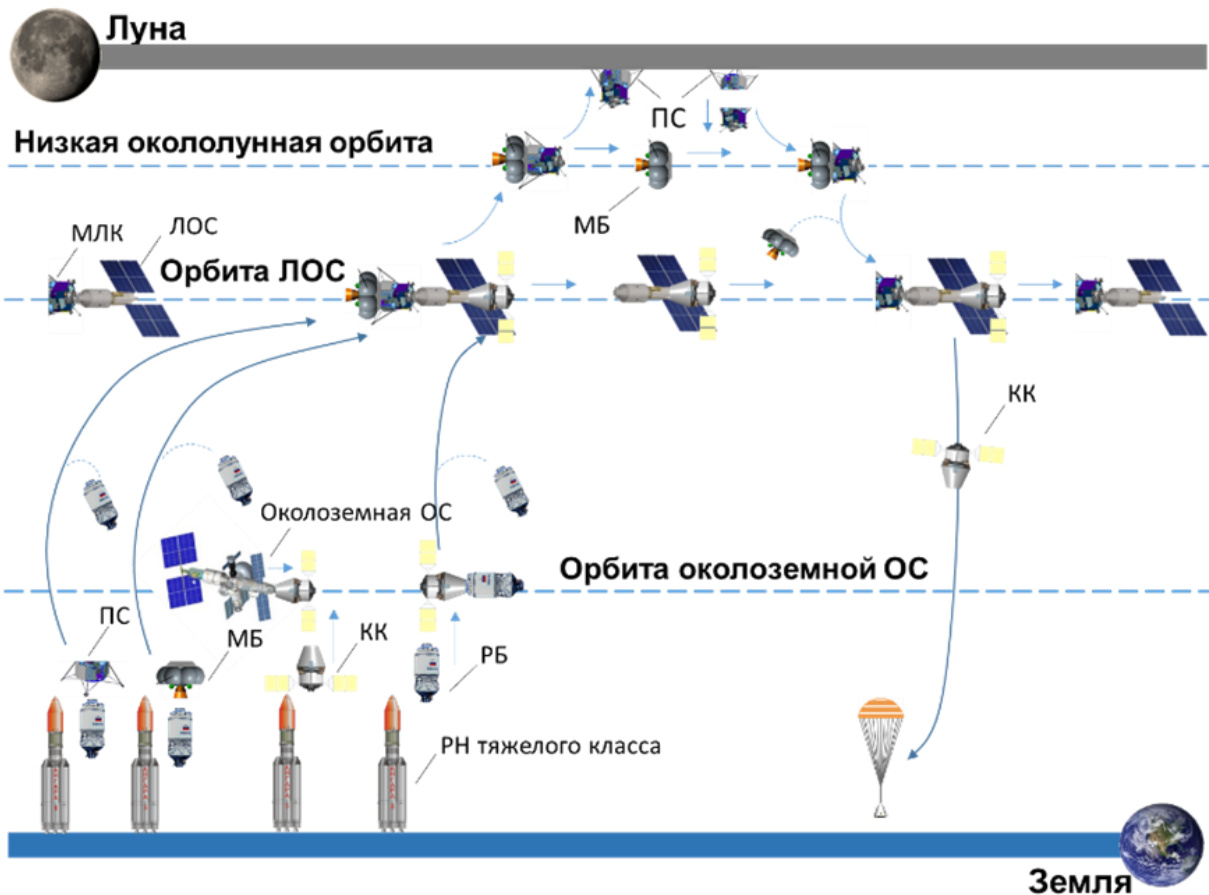 Луна
ПС
Низкая окололунная орбита
МБ
МЛК
ЛОС
Орбита ЛОС
КК
Околоземная ОС
Орбита околоземной ОС
ПС
МБ
КК
РБ
РН тяжелого класса
Земля